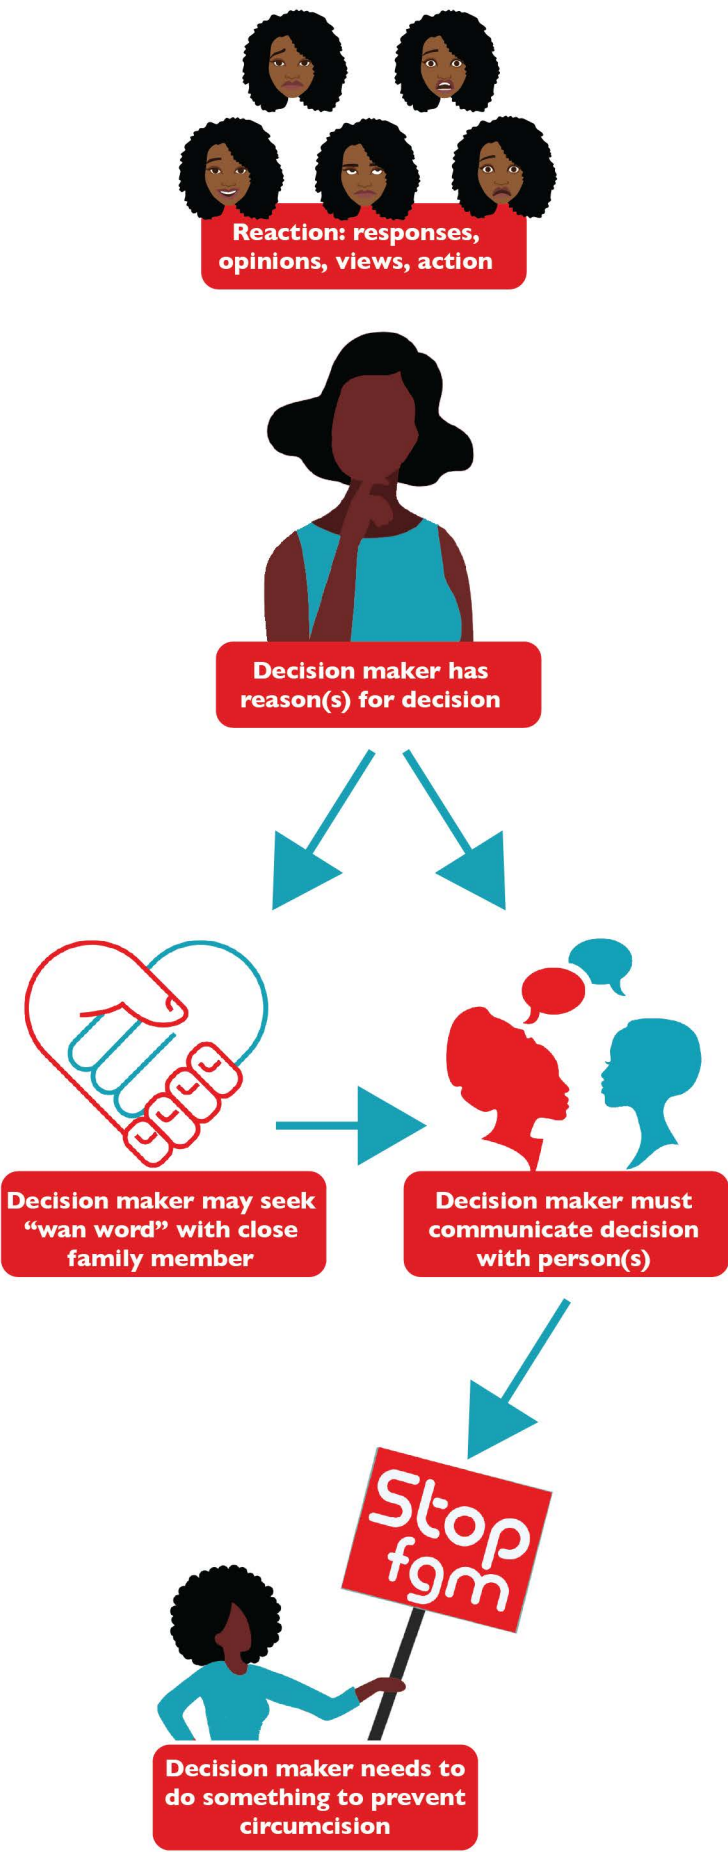 Reaction: responses,
opinions, views, action
Decision maker has
reason(s) for decision
Decision maker may seek
“wan word” with close
family member
Decision maker must
communicate decision
with person(s)
Stop
fgm
Decision maker needs to
do something to prevent
circumcision